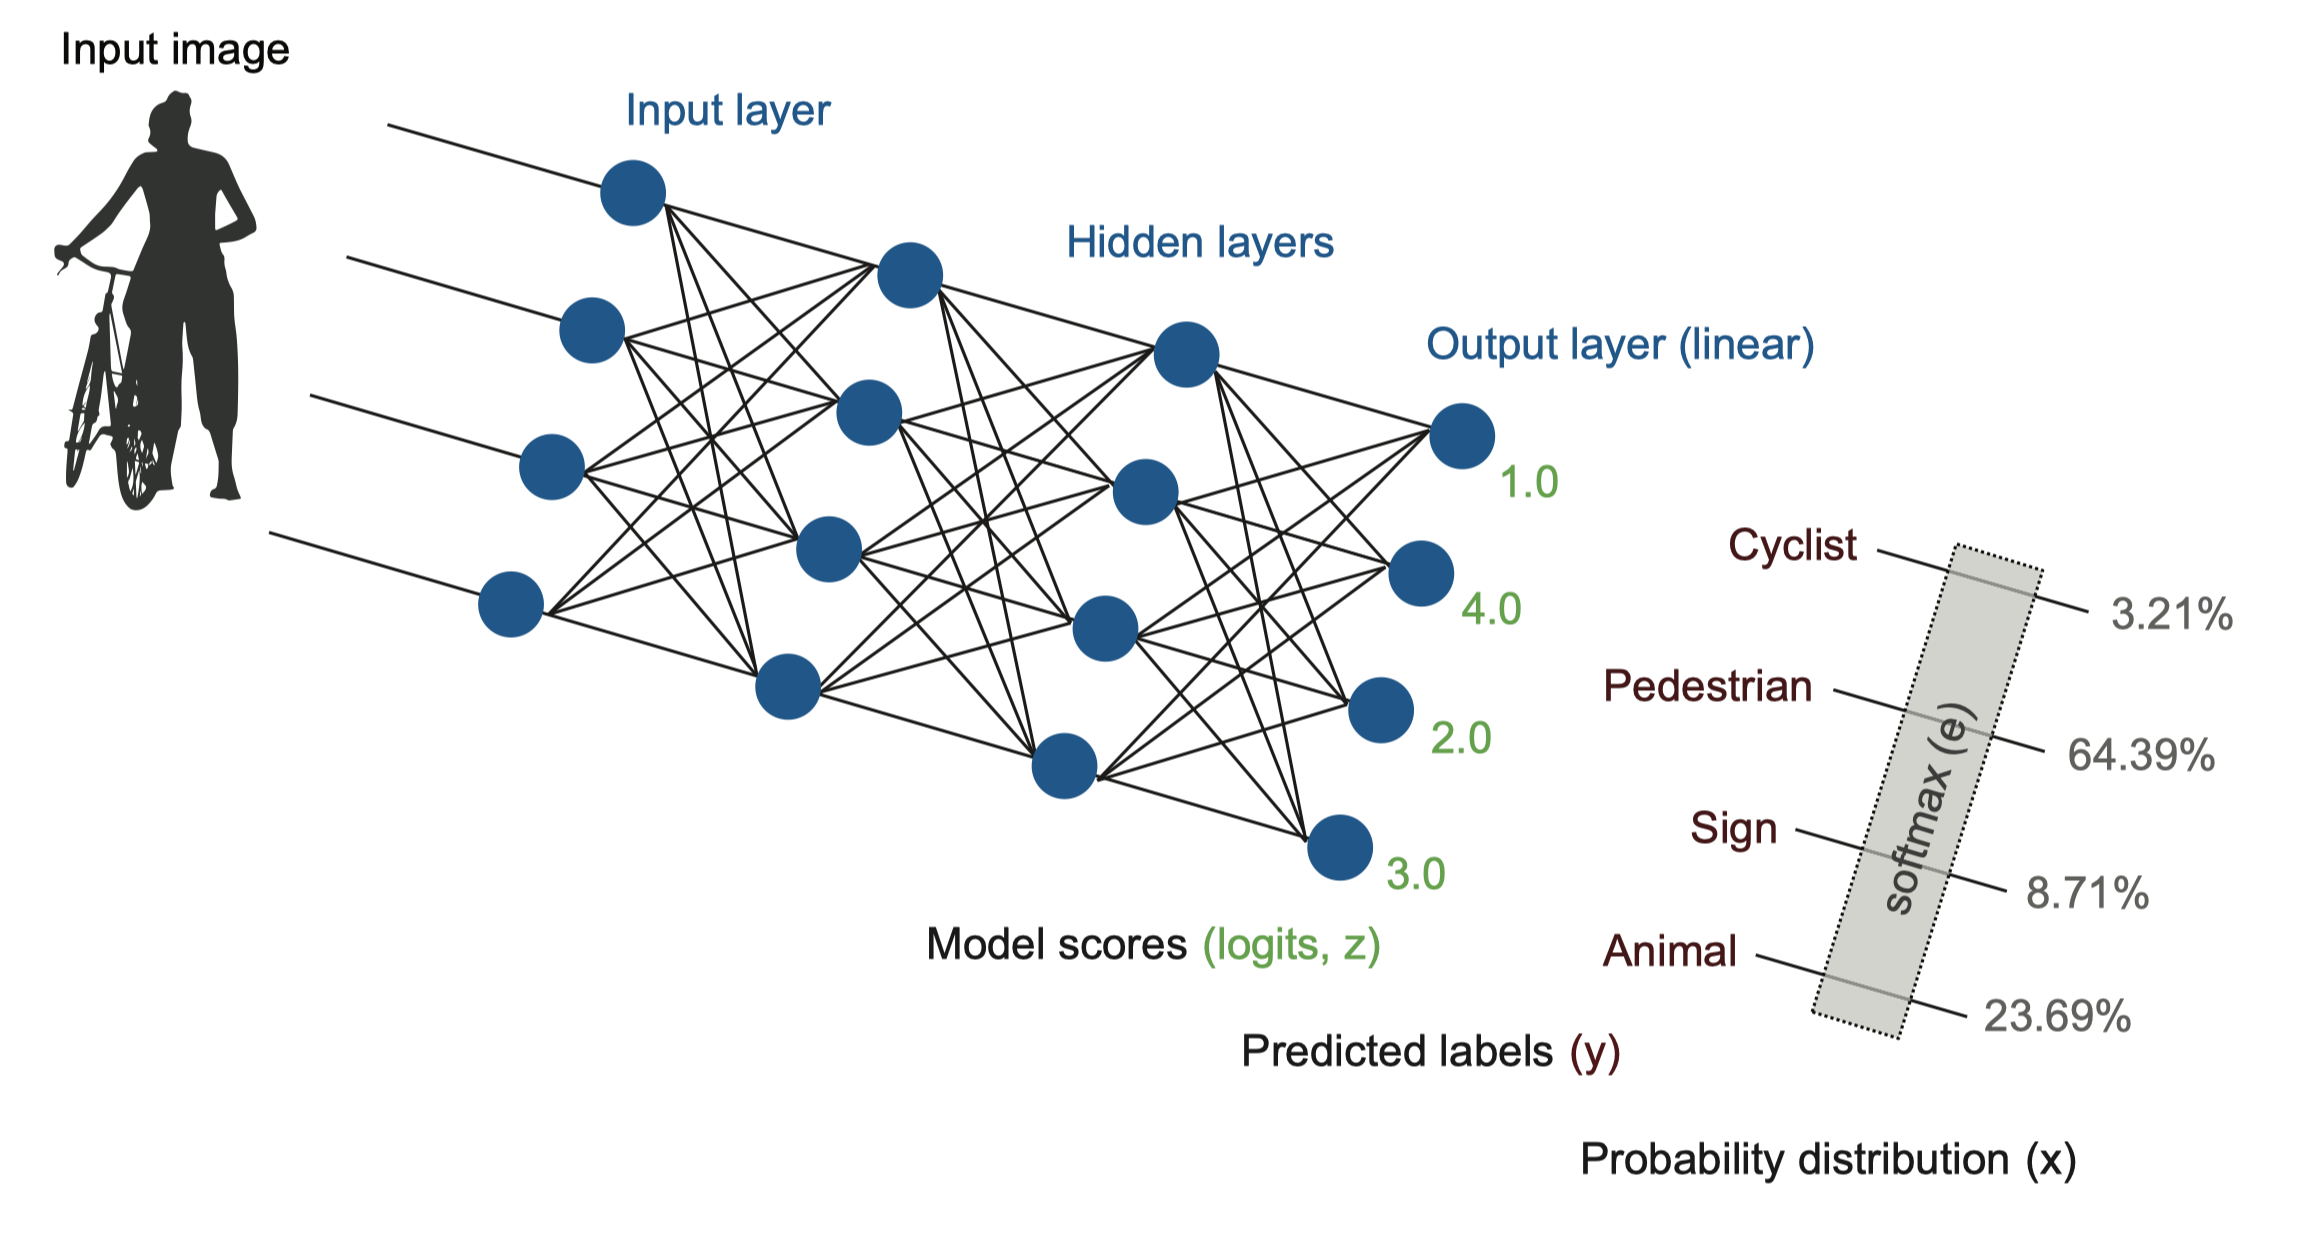 Input image
Input layer
Hidden layers
Output layer (linear)
1.0
4.0
2.0
3.0
Model scores (logits, z)
Cyclist
Pedestrian
Sign
Animal
Predicted labels (y)
softmax (e)
3.21%
64.39%
8.71%
23.69%
Probability distribution (x)